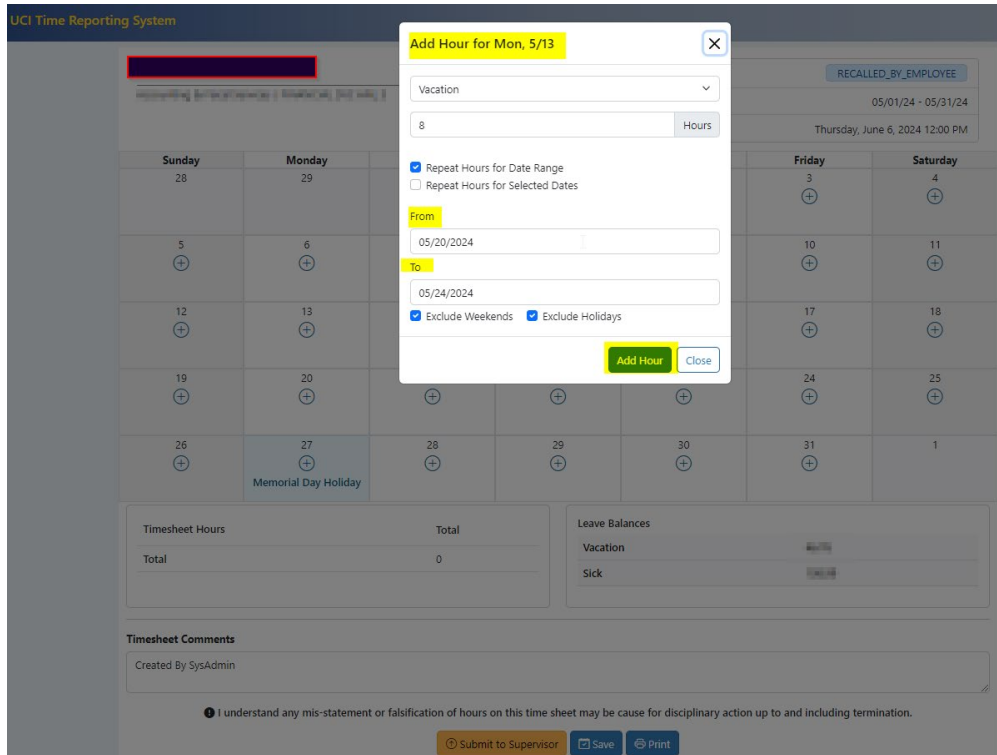 UCI Time Reporting System
Add Hour for Mon, 5/13
RECALLED_BY_EMPLOYEE
Vacation
05/01/24 - 05/31/24
8 Hours
Thursday, June 6, 2024 12:00 PM
Sunday Monday Friday Saturday
Repeat Hours for Date Range
Repeat Hours for Selected Dates
28 29 3 4
From
05/20/2024
To
5 6 10 11
05/24/2024
Exclude Weekends Exclude Holidays
12 13 17 18
Add Hour Close
19 20 24 25
26 27 28 29 30 31 1
Memorial Day Holiday
Timesheet Hours Total
Total 0
Leave Balances
Vacation
Sick
Timesheet Comments
Created By SysAdmin
I understand any mis-statement or falsification of hours on this time sheet may be cause for disciplinary action up to and including termination.
Submit to Supervisor Save Print